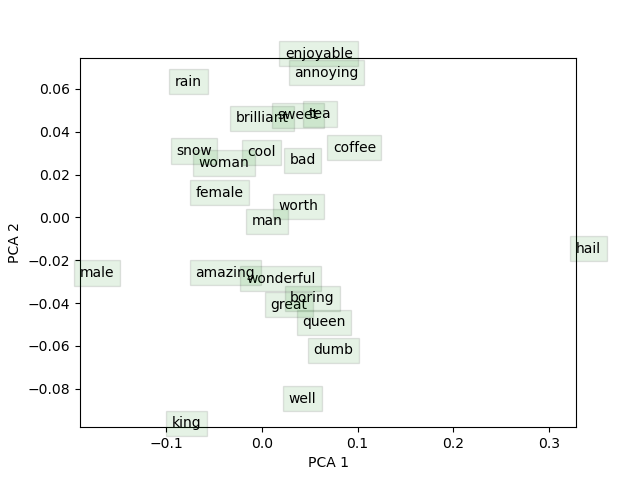 enjoyable
annoying
rain
0.06
brilliant
sweet
tea
0.04
snow
woman
cool
bad
coffee
0.02
female
worth
0.00
man
hail
PCA 2
−0.02
male
amazing
wonderful
boring
−0.04
great
queen
−0.06
dumb
−0.08
well
king
−0.1
0.0
0.1
0.2
0.3
PCA 1